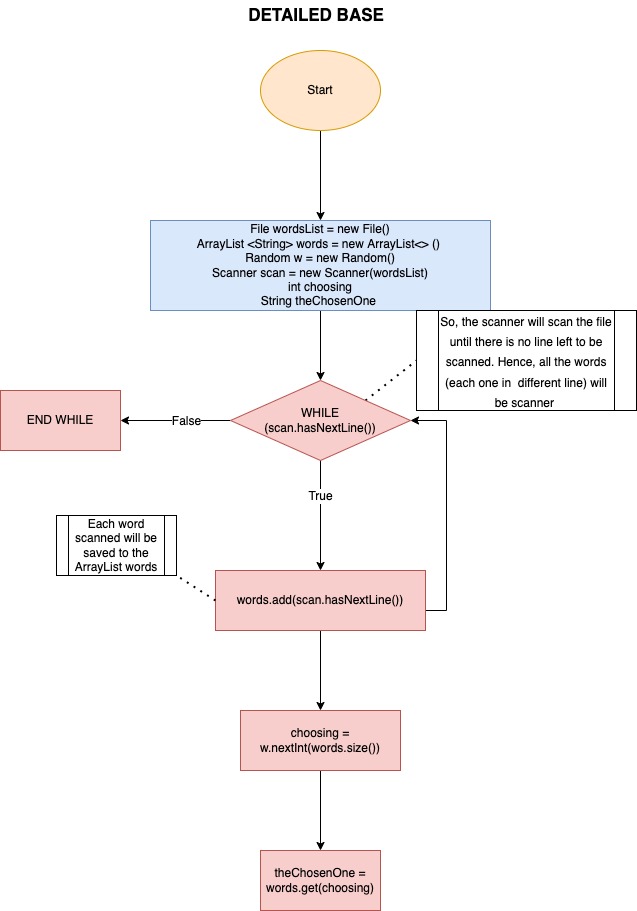 DETAILED BASE
Start
File wordsList = new File()
ArrayList <String> words = new ArrayList<> ()
Random w = new Random()
Scanner scan = new Scanner(wordsList)
int choosing
String theChosenOne
So, the scanner will scan the file
until there is no line left to be
scanned. Hence, all the words
(each one in different line) will
be scanner
WHILE
(scan.hasNextLine())
False
END WHILE
True
Each word
scanned will be
saved to the
ArrayList words
words.add(scan.hasNextLine())
choosing =
w.nextInt(words.size())
theChosenOne =
words.get(choosing)